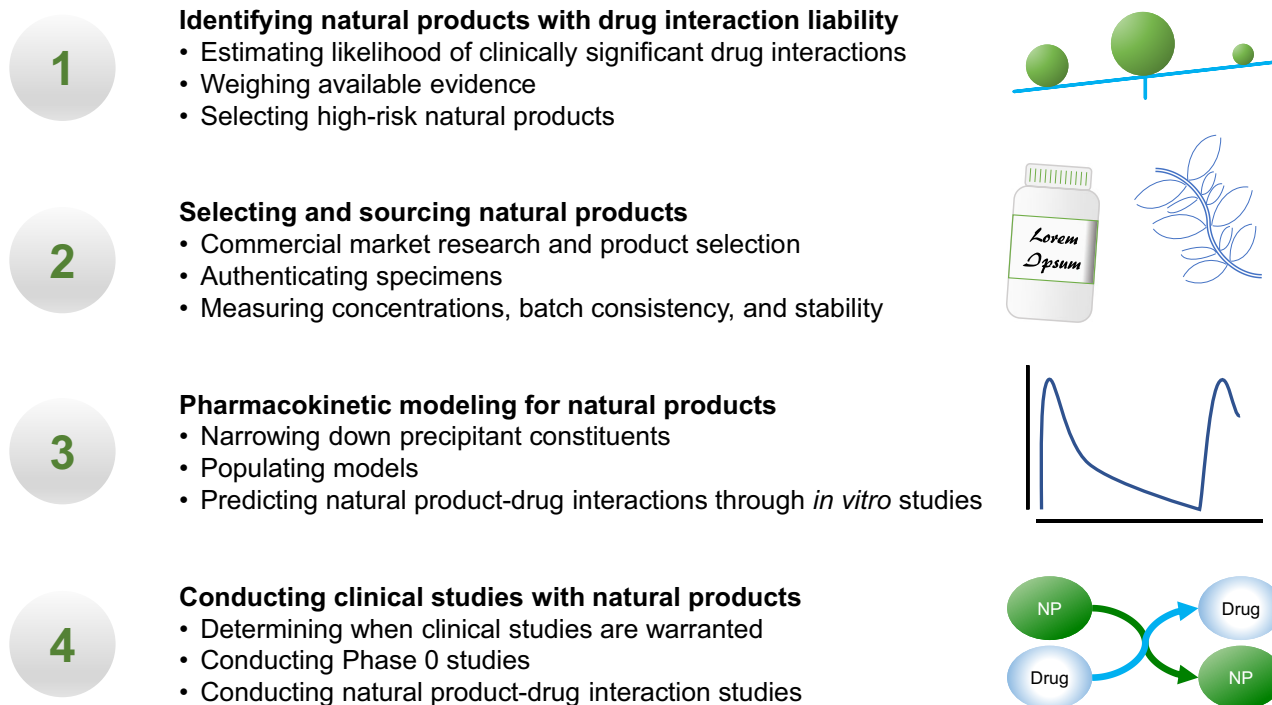 1
Identifying natural products with drug interaction liability
• Estimating likelihood of clinically significant drug interactions
• Weighing available evidence
• Selecting high-risk natural products
2
Selecting and sourcing natural products
• Commercial market research and product selection
• Authenticating specimens
• Measuring concentrations, batch consistency, and stability
Lorem
Ipsum
3
Pharmacokinetic modeling for natural products
• Narrowing down precipitant constituents
• Populating models
• Predicting natural product-drug interactions through in vitro studies
4
Conducting clinical studies with natural products
• Determining when clinical studies are warranted
• Conducting Phase 0 studies
• Conducting natural product-drug interaction studies
NP
Drug
Drug
NP